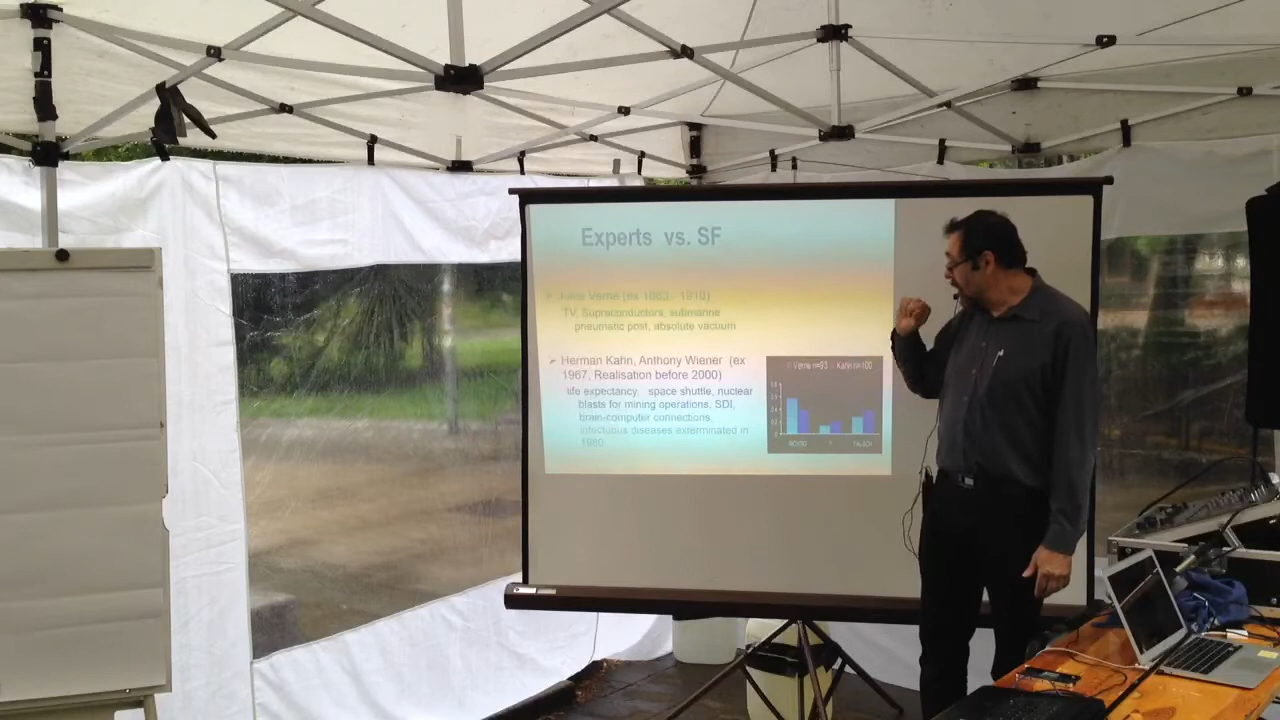 Experts vs. SF
Jules Verne (ex 1863 - 1910)
TV, Supraconductors, submarine
pneumatic post, absolute vacuum
Herman Kahn, Anthony Wiener (ex
1967, Realisation before 2000)
life expectancy, space shuttle, nuclear
blasts for mining operations, SDI,
brain-computer connections,
infectious diseases exterminated in
1980
Verne n=93 Kahn n=100
?